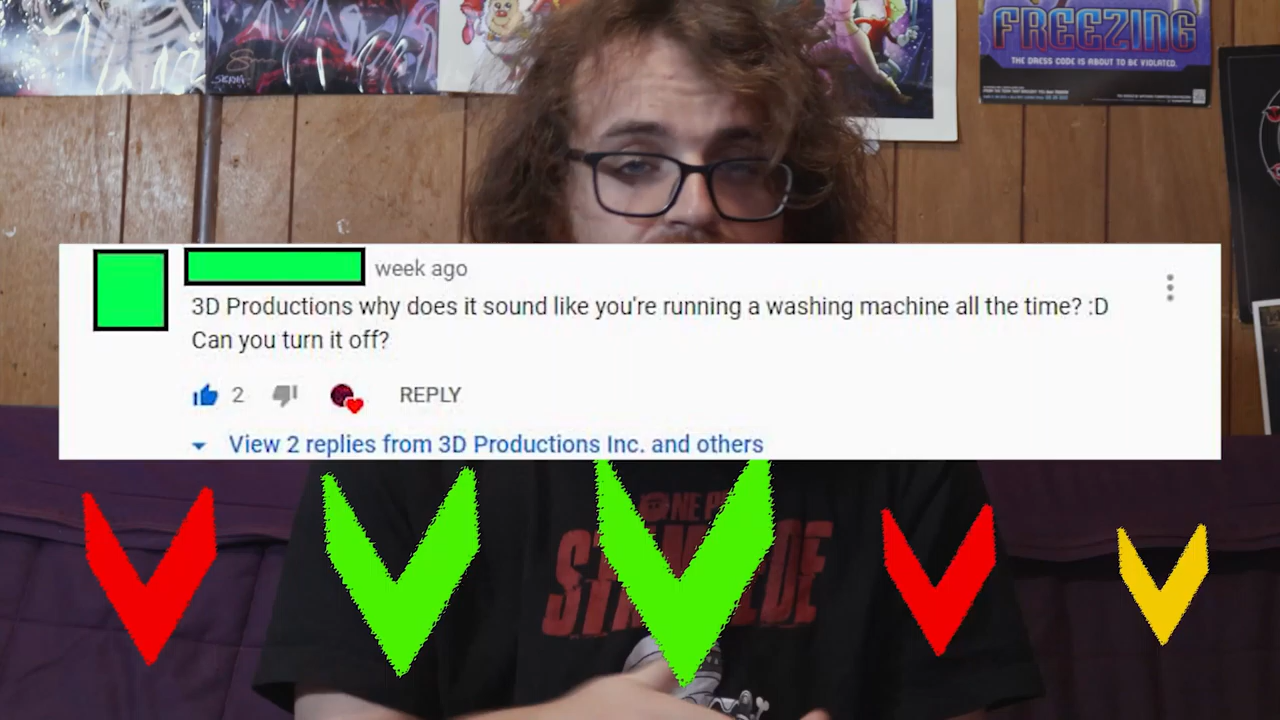 FREEZING
THE DRESS CODE IS ABOUT TO BE VIOLATED.
week ago
3D Productions why does it sound like you're running a washing machine all the time? :D
Can you turn it off?
2
REPLY
View 2 replies from 3D Productions Inc. and others